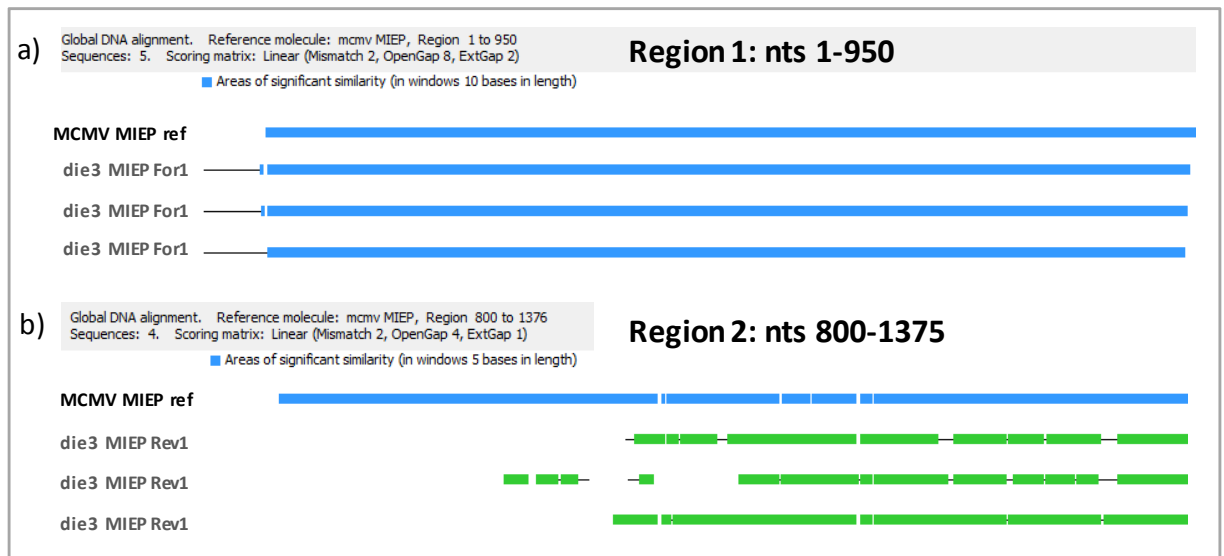 a)
Global DNA alignment. Reference molecule: mcmv MIEP, Region 1 to 950
Sequences: 5. Scoring matrix: Linear (Mismatch 2, OpenGap 8, ExtGap 2)
Region 1: nts 1-950
Areas of significant similarity (in windows 10 bases in length)
MCMV MIEP ref
die3 MIEP For1
die3 MIEP For1
die3 MIEP For1
b)
Global DNA alignment. Reference molecule: mcmv MIEP, Region 800 to 1376
Sequences: 4. Scoring matrix: Linear (Mismatch 2, OpenGap 4, ExtGap 1)
Region 2: nts 800-1375
Areas of significant similarity (in windows 5 bases in length)
MCMV MIEP ref
die3 MIEP Rev1
die3 MIEP Rev1
die3 MIEP Rev1